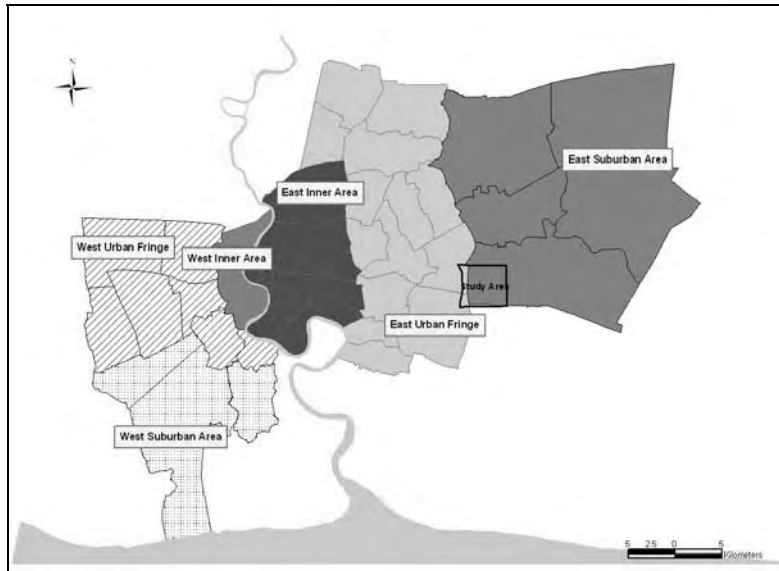 N
East Suburban Area
East Inner Area
West Urban Fringe
West Inner Area
Study Area
East Urban Fringe
West Suburban Area
5 2.5 0 5
Kilometers